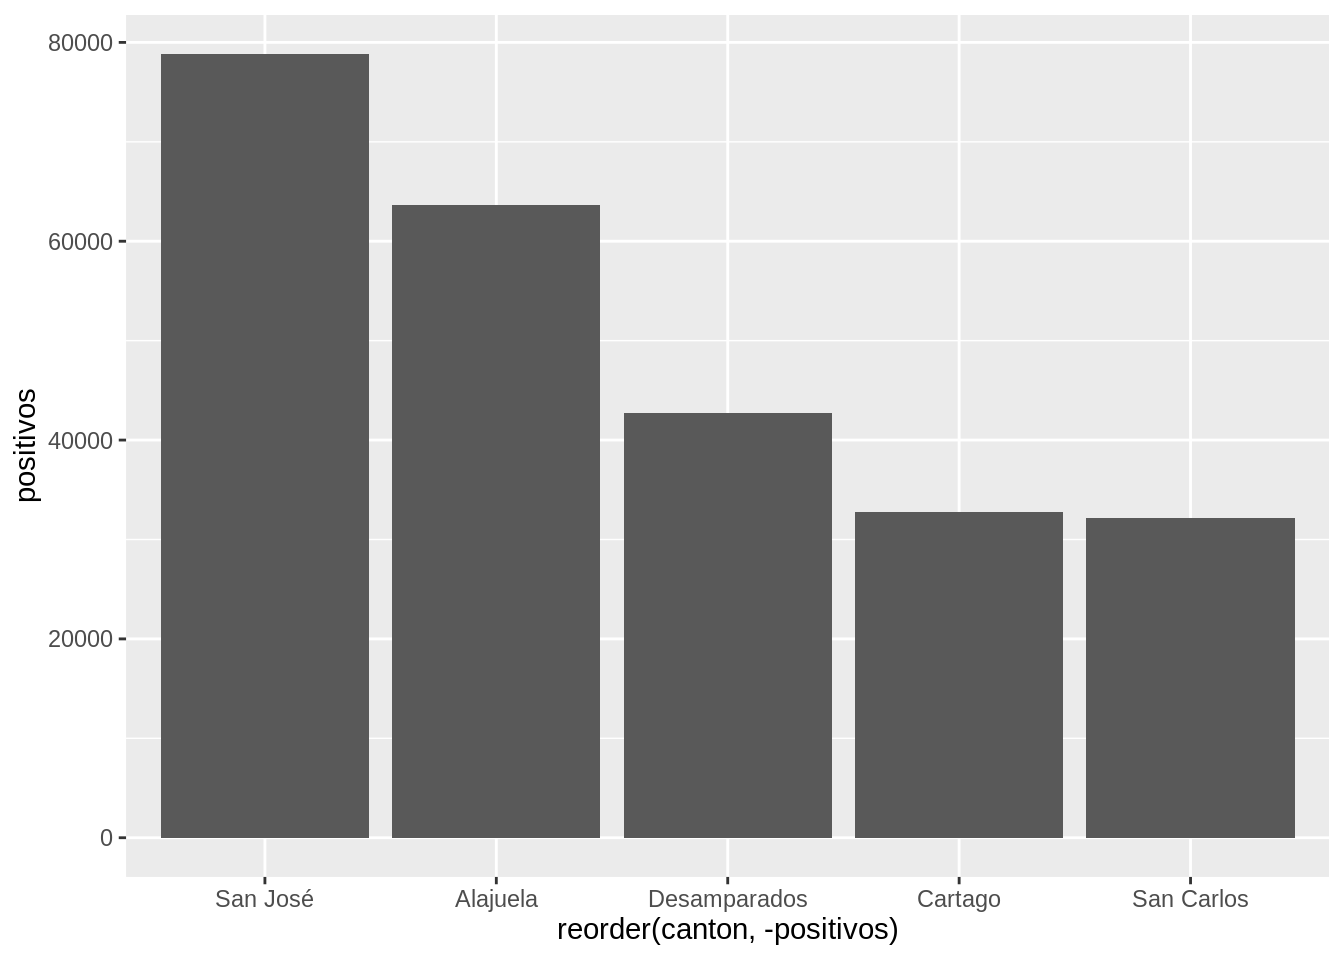 80000
60000
40000
20000
0
positivos
San José
Alajuela
Desamparados
Cartago
San Carlos
reorder(canton, -positivos)